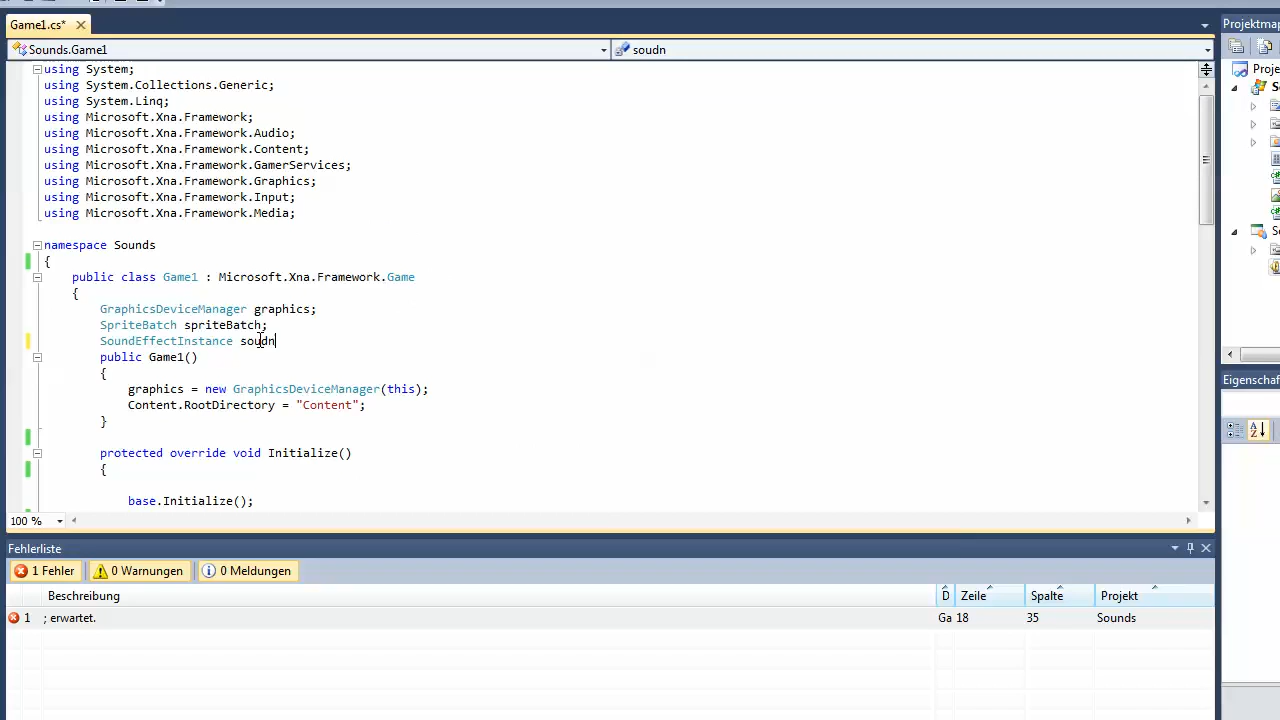 Game1.cs*
Projektmap
Sounds.Game1
soudn
using System;
using System.Collections.Generic;
using System.Linq;
using Microsoft.Xna.Framework;
using Microsoft.Xna.Framework.Audio;
using Microsoft.Xna.Framework.Content;
using Microsoft.Xna.Framework.GamerServices;
using Microsoft.Xna.Framework.Graphics;
using Microsoft.Xna.Framework.Input;
using Microsoft.Xna.Framework.Media;
namespace Sounds
{
public class Game1 : Microsoft.Xna.Framework.Game
{
GraphicsDeviceManager graphics;
SpriteBatch spriteBatch;
SoundEffectInstance soudn
public Game1()
{
graphics = new GraphicsDeviceManager(this);
Content.RootDirectory = "Content";
}
protected override void Initialize()
{
base.Initialize();
100 %
Proje
S
S
Eigenschaf
Fehlerliste
1 Fehler
0 Warnungen
0 Meldungen
Beschreibung D Zeile Spalte Projekt
1 ; erwartet. Ga 18 35 Sounds